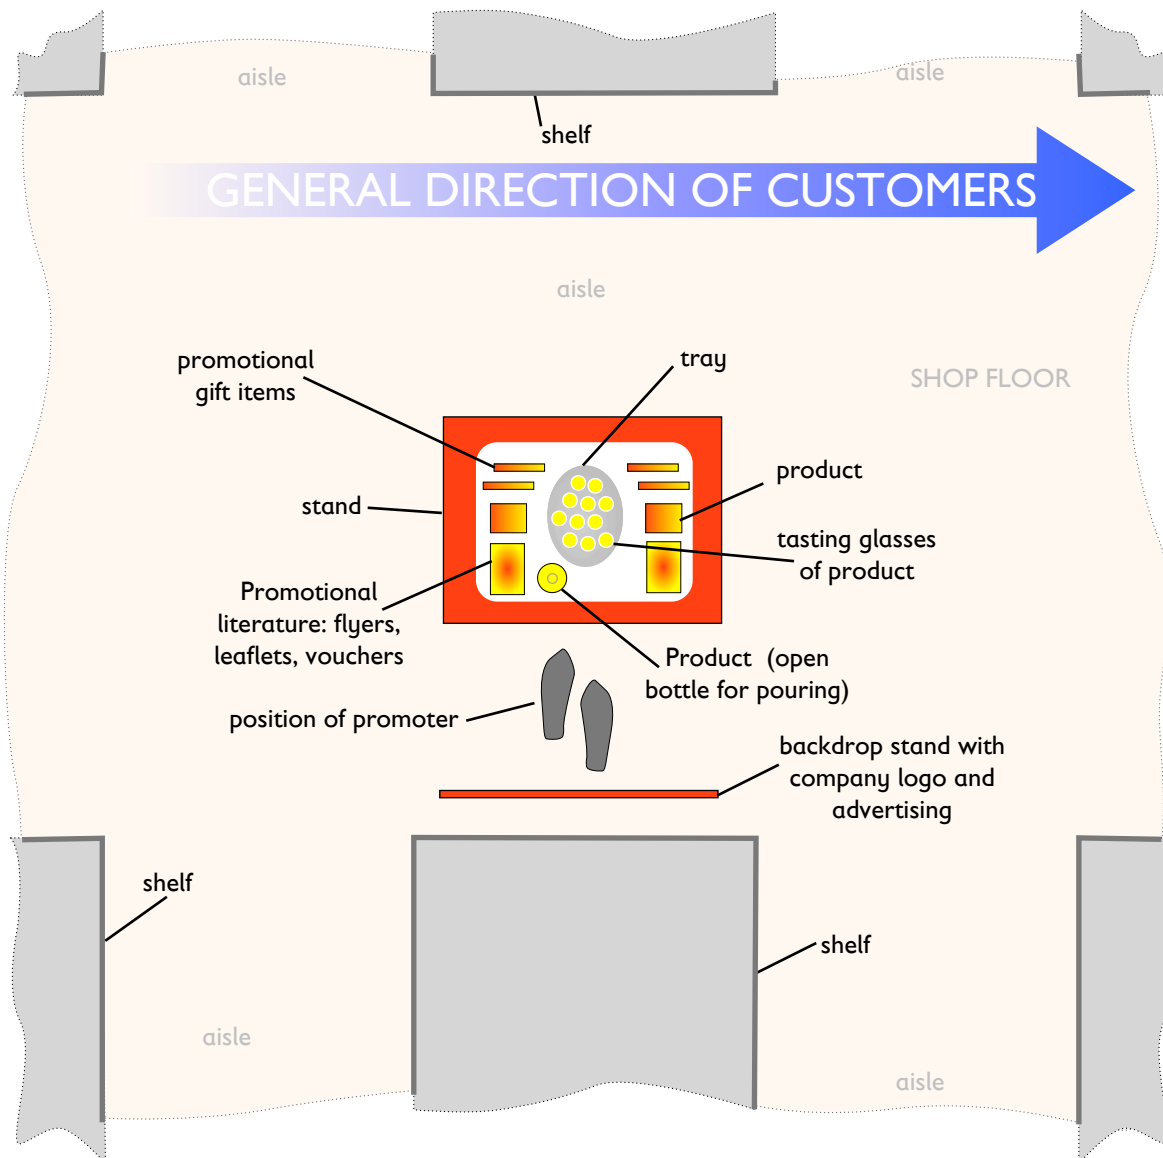 aisle
aisle
shelf
GENERAL DIRECTION OF CUSTOMERS
aisle
promotional
gift items
tray
SHOP FLOOR
product
stand
tasting glasses
of product
Promotional
literature: flyers,
leaflets, vouchers
Product (open
bottle for pouring)
position of promoter
backdrop stand with
company logo and
advertising
shelf
shelf
aisle
aisle